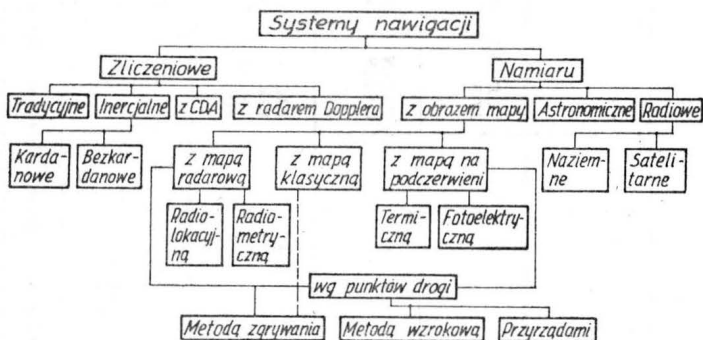 Systemy nawigacji
Zliczeniowe
Namiaru
Tradycyjne
Inercjalne
z CDA
z radarem Dopplera
z obrazem mapy
Astronomiczne
Radiowe
Karda-
nowe
Bezkar-
danowe
z mapą
radarową
z mapą
klasyczną
z mapą na
podczerwieni
Naziem-
ne
Sateli-
tarne
Radio-
lokacyj-
ną
Radio-
metry-
czną
Termi-
czną
Fotoelektry-
czną
wg punktów drogi
Metodą zgrywania
Metodą wzrokową
Przyrządami